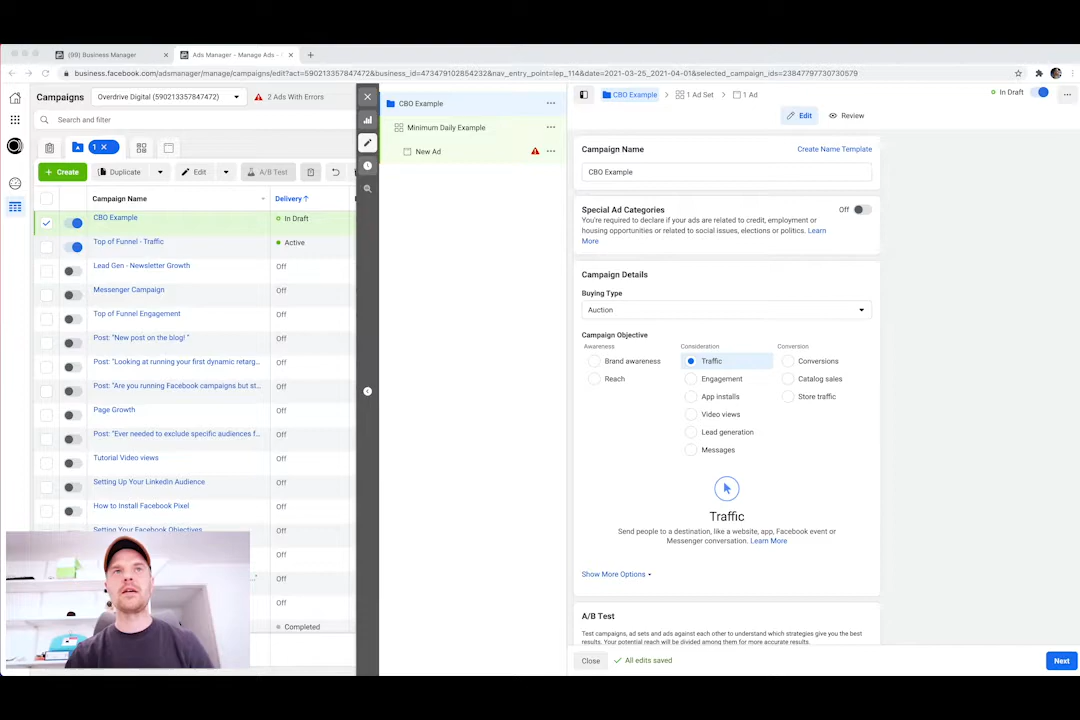 (99) Business Manager
Ads Manager - Manage Ads -
business.facebook.com/adsmanager/manage/campaigns/edit?act=590213357847472&business_id=473479102854232&nav_entry_point=lep_114&date=2021-03-25_2021-04-01&selected_campaign_ids=23847797730730579
Campaigns
Overdrive Digital (590213357847472)
2 Ads With Errors
Search and filter
1 ×
+ Create
Duplicate
Edit
A/B Test
Campaign Name
Delivery ↑
CBO Example
In Draft
Top of Funnel - Traffic
Active
Lead Gen - Newsletter Growth
Off
Messenger Campaign
Off
Top of Funnel Engagement
Off
Post: "New post on the blog! "
Off
Post: "Looking at running your first dynamic retarg...
Off
Post: "Are you running Facebook campaigns but st...
Off
Page Growth
Off
Post: "Ever needed to exclude specific audiences f...
Off
Tutorial Video views
Off
Setting Up Your LinkedIn Audience
Off
How to Install Facebook Pixel
Off
Setting Your Facebook Objectives
Off
Off
Off
Off
Completed
CBO Example
Minimum Daily Example
New Ad
CBO Example
1 Ad Set
1 Ad
In Draft
Edit
Review
Campaign Name
Create Name Template
CBO Example
Special Ad Categories
Off
You're required to declare if your ads are related to credit, employment or
housing opportunities or related to social issues, elections or politics. Learn
More
Campaign Details
Buying Type
Auction
Campaign Objective
Awareness
Consideration
Conversion
Brand awareness
Traffic
Conversions
Reach
Engagement
Catalog sales
App installs
Store traffic
Video views
Lead generation
Messages
Traffic
Send people to a destination, like a website, app, Facebook event or
Messenger conversation. Learn More
Show More Options
A/B Test
Test campaigns, ad sets and ads against each other to understand which strategies give you the best
results. Your potential reach will be divided among them for more accurate results.
Close
All edits saved
Next